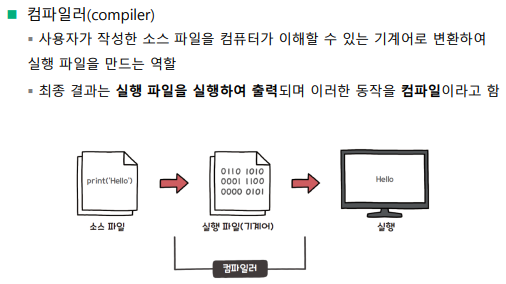 컴파일러(compiler)
사용자가 작성한 소스 파일을 컴퓨터가 이해할 수 있는 기계어로 변환하여
실행 파일을 만드는 역할
최종 결과는 실행 파일을 실행하여 출력되며 이러한 동작을 컴파일이라고 함
print('Hello')
0110 1010
0001 1100
0000 0101
Hello
소스 파일
실행 파일(기계어)
실행
컴파일러